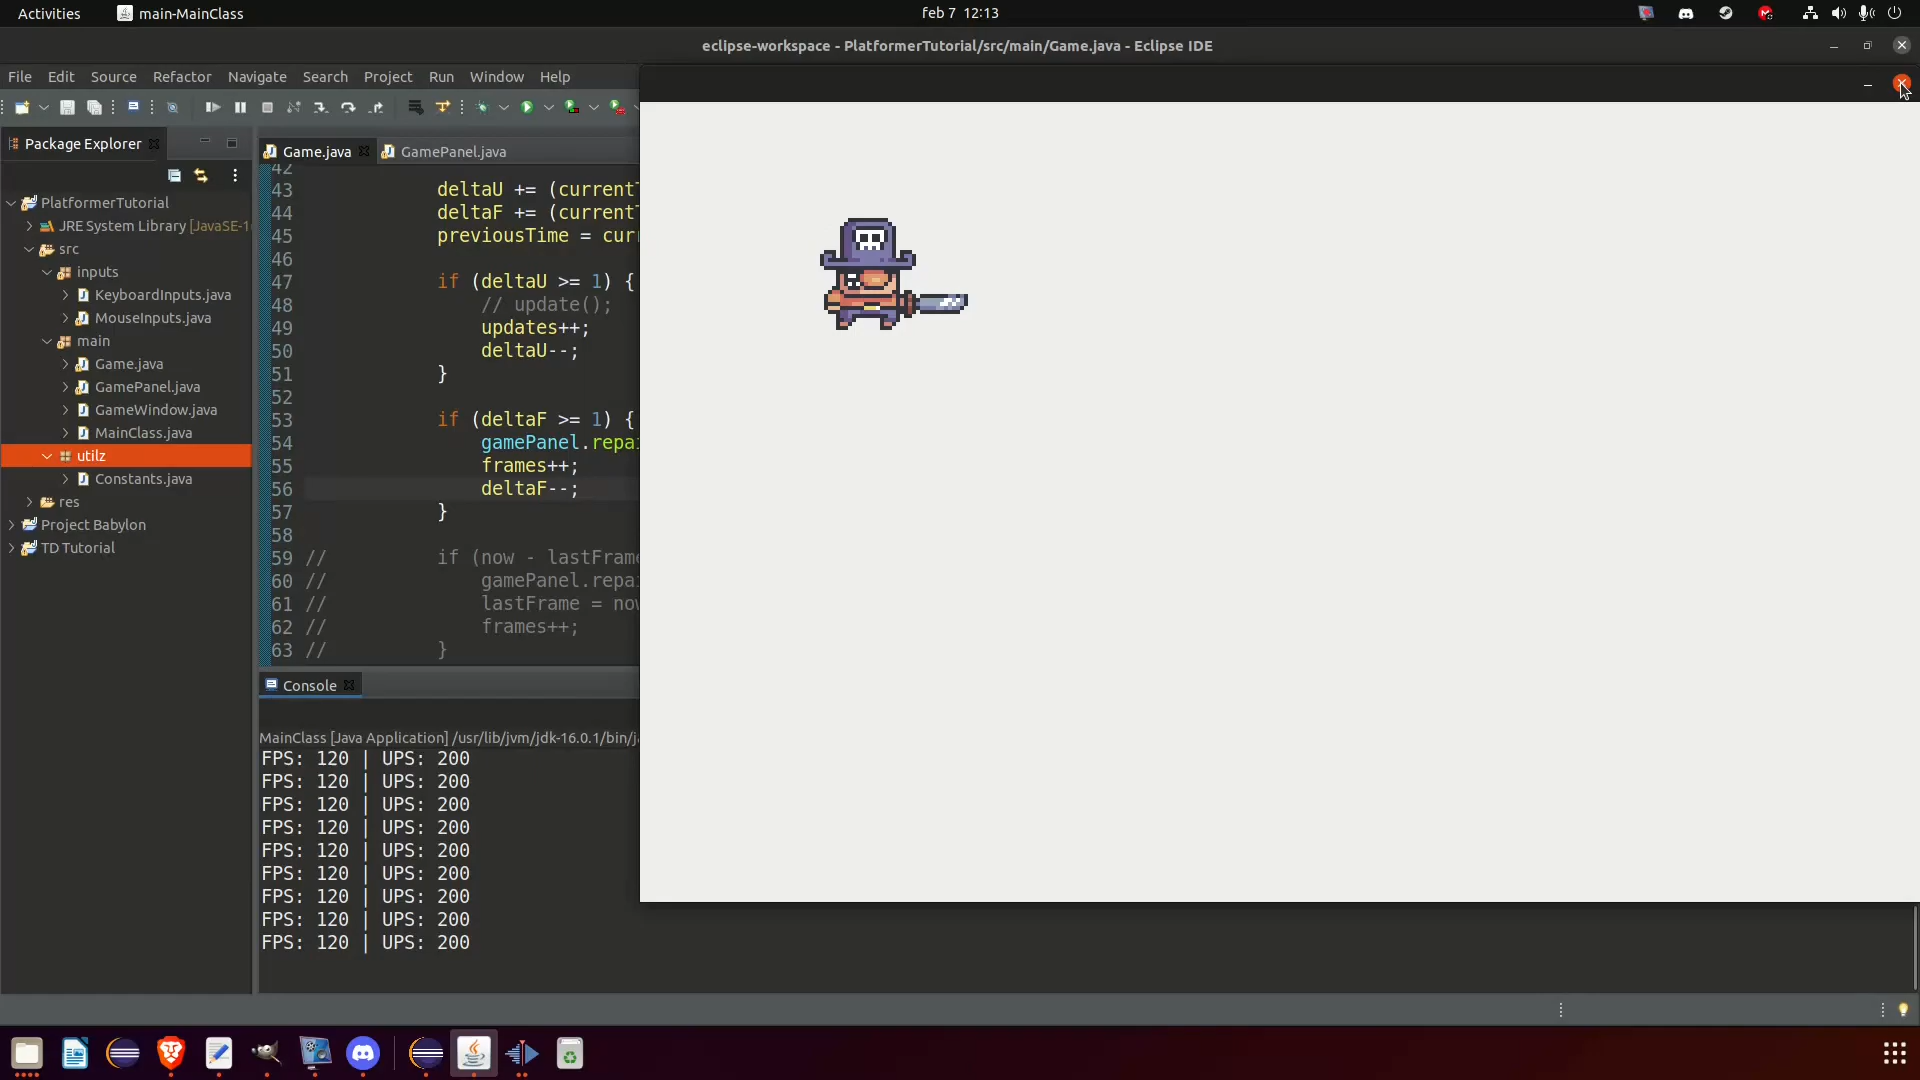 Activities
main-MainClass
feb 7 12:13
eclipse-workspace - PlatformerTutorial/src/main/Game.java - Eclipse IDE
File Edit Source Refactor Navigate Search Project Run Window Help
Package Explorer
PlatformerTutorial
JRE System Library [JavaSE-1
src
inputs
KeyboardInputs.java
MouseInputs.java
main
Game.java
GamePanel.java
GameWindow.java
MainClass.java
utilz
Constants.java
res
Project Babylon
TD Tutorial
Game.java
GamePanel.java
42
43 deltaU += (current
44 deltaF += (current
45 previousTime = cur
46
47 if (deltaU >= 1) {
48 // update();
49 updates++;
50 deltaU--;
51 }
52
53 if (deltaF >= 1) {
54 gamePanel.repa
55 frames++;
56 deltaF--;
57 }
58
59 // if (now - lastFrame
60 // gamePanel.repa
61 // lastFrame = no
62 // frames++;
63 // }
Console
MainClass [Java Application] /usr/lib/jvm/jdk-16.0.1/bin/j
FPS: 120 | UPS: 200
FPS: 120 | UPS: 200
FPS: 120 | UPS: 200
FPS: 120 | UPS: 200
FPS: 120 | UPS: 200
FPS: 120 | UPS: 200
FPS: 120 | UPS: 200
FPS: 120 | UPS: 200
FPS: 120 | UPS: 200